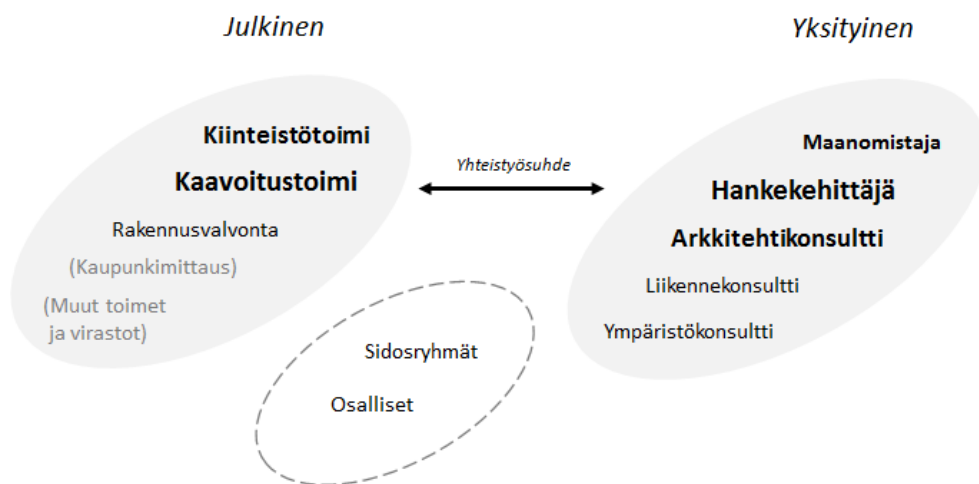 Julkinen
Yksityinen
Kiinteistötoimi
Kaavoitustoimi
Rakennusvalvonta
(Kaupunkimittaus)
(Muut toimet
ja virastot)
Yhteistyösuhde
Maanomistaja
Hankekehittäjä
Arkkitehtikonsultti
Liikennekonsultti
Ympäristökonsultti
Sidosryhmät
Osalliset